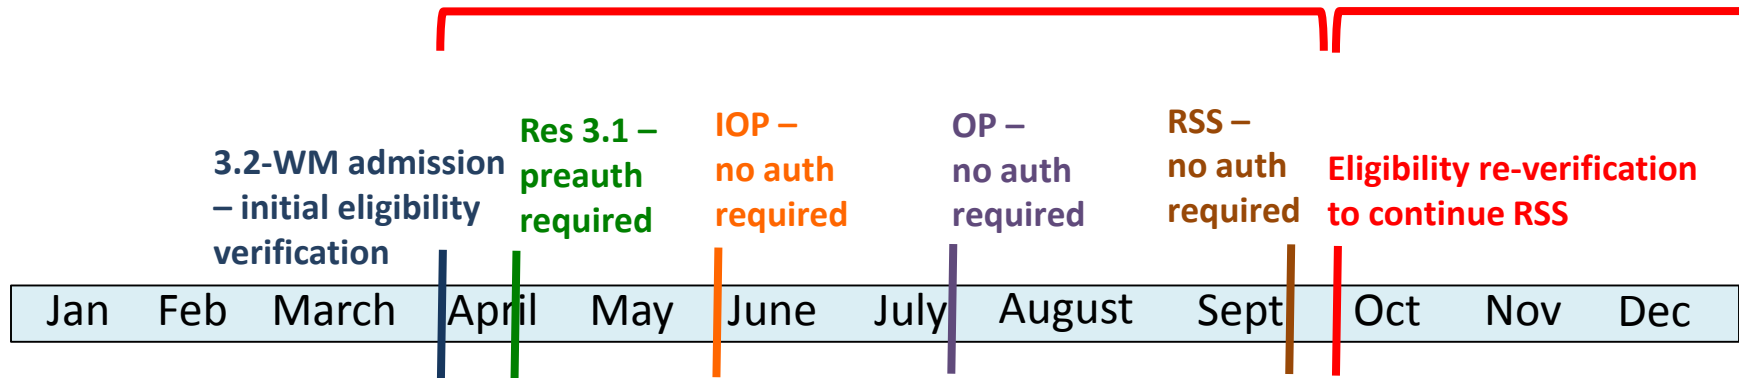 3.2-WM admission
– initial eligibility
verification
Res 3.1 –
preauth
required
IOP –
no auth
required
OP –
no auth
required
RSS –
no auth
required
Eligibility re-verification
to continue RSS
Jan Feb March April May June July August Sept Oct Nov Dec